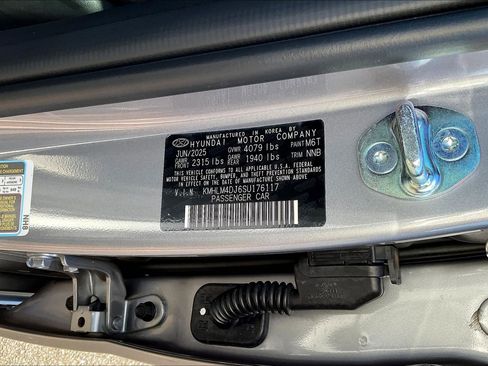 MANUFACTURED IN KOREA BY
HYUNDAI MOTOR COMPANY
JUN/2025 GVWR 4079 lbs PAINT M6T
GAWR FRONT 2315 lbs GAWR REAR 1940 lbs TRIM NNB
THIS VEHICLE CONFORMS TO ALL APPLICABLE U.S.A. FEDERAL
MOTOR VEHICLE SAFETY, BUMPER, AND THEFT PREVENTION
STANDARDS IN EFFECT ON THE DATE OF MANUFACTURE
SHOWN ABOVE.
V.I.N. KMHLM4DJ6SU176117
PASSENGER CAR
NH8